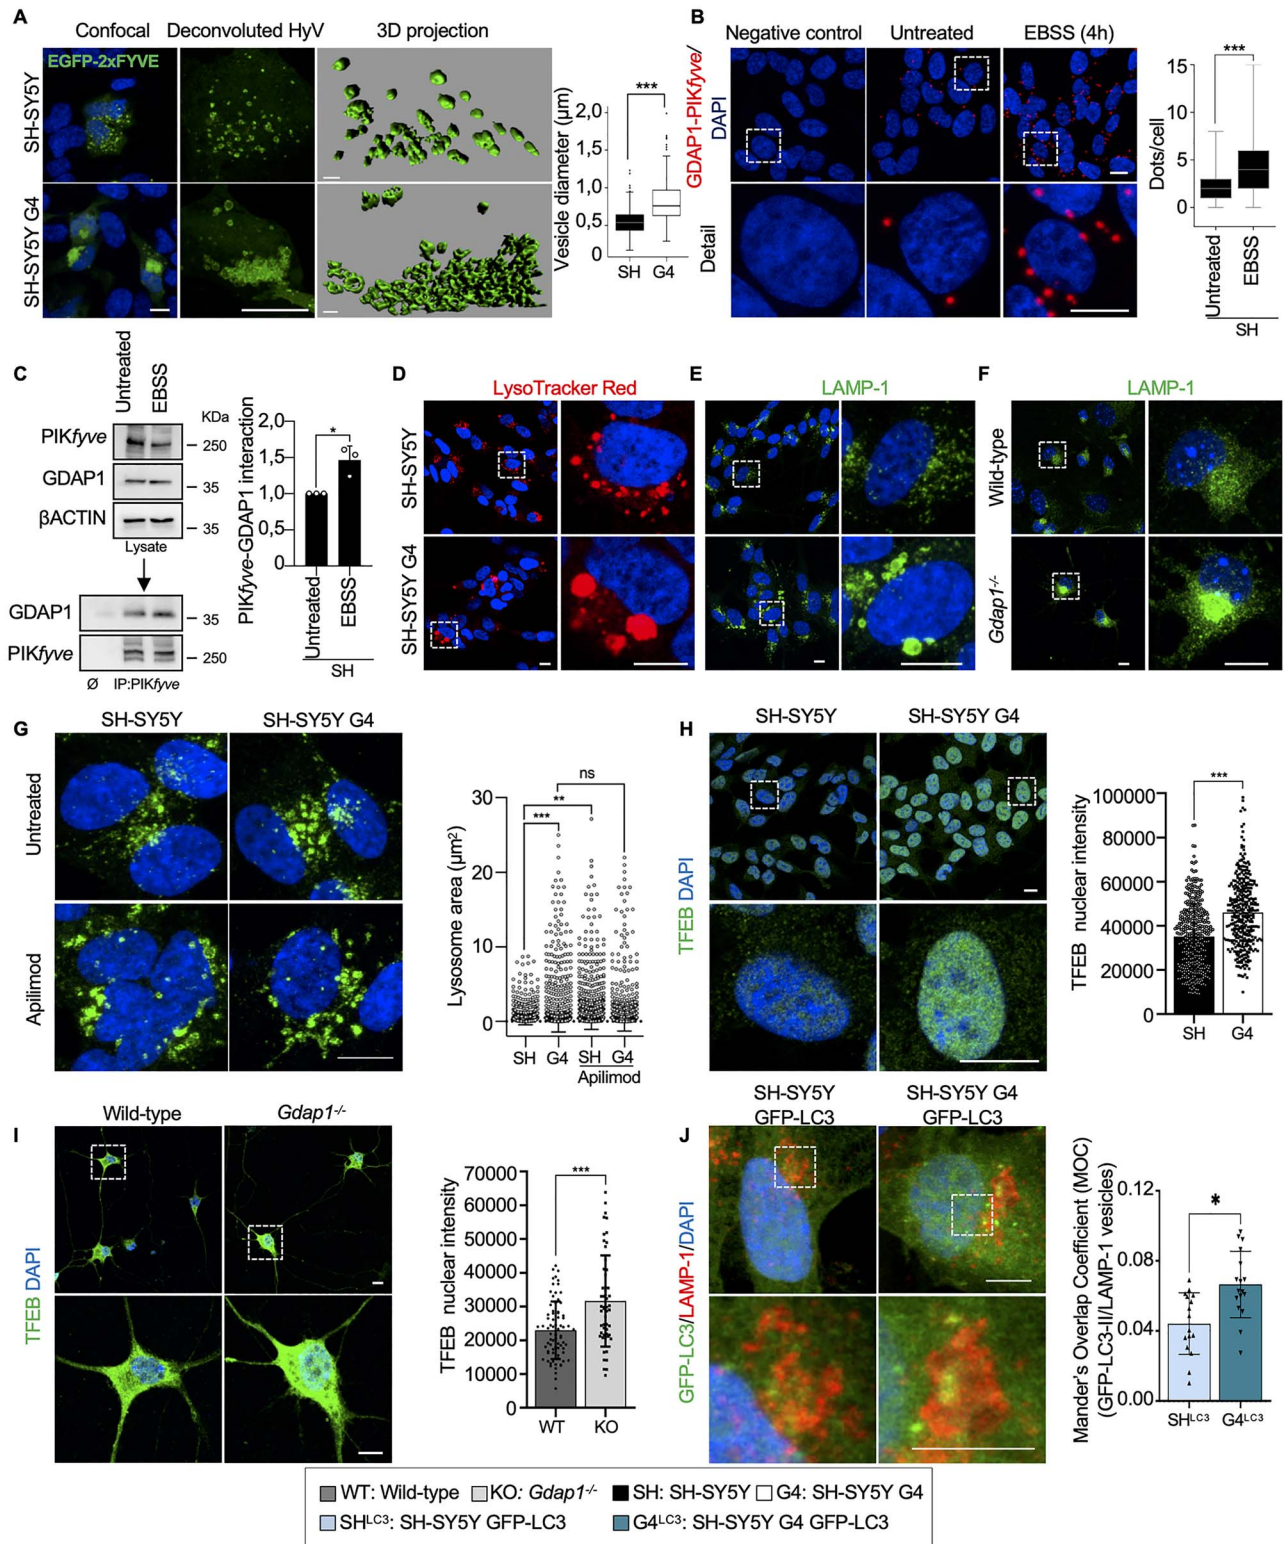 A
Confocal
Deconvoluted HyV
3D projection
EGFP-2xFYVE
SH-SY5Y
SH-SY5Y G4
Vesicle diameter (µm)
2,0
1,5
1,0
0,5
0
***
SH
G4
B
Negative control
Untreated
EBSS (4h)
GDAP1-PIKfyve/
DAPI
Detail
Dots/cell
15
10
5
0
***
Untreated
EBSS
SH
C
Untreated
EBSS
KDa
PIKfyve
250
GDAP1
35
βACTIN
35
Lysate
GDAP1
35
PIKfyve
250
Ø
IP:PIKfyve
PIKfyve-GDAP1 interaction
2,0
1,5
1,0
0,5
0
*
Untreated
EBSS
SH
D
LysoTracker Red
SH-SY5Y
SH-SY5Y G4
E
LAMP-1
F
LAMP-1
Wild-type
Gdap1-/-
G
SH-SY5Y
SH-SY5Y G4
Untreated
Apilimod
Lysosome area (µm2)
30
20
10
0
ns
**
***
SH
G4
SH
G4
Apilimod
H
SH-SY5Y
SH-SY5Y G4
TFEB DAPI
TFEB nuclear intensity
100000
80000
60000
40000
20000
0
***
SH
G4
I
Wild-type
Gdap1-/-
TFEB DAPI
TFEB nuclear intensity
70000
60000
50000
40000
30000
20000
10000
0
***
WT
KO
J
SH-SY5Y
GFP-LC3
SH-SY5Y G4
GFP-LC3
GFP-LC3/LAMP-1/DAPI
Mander's Overlap Coefficient (MOC)
(GFP-LC3-II/LAMP-1 vesicles)
0.12
0.08
0.04
0.00
*
SHLC3
G4LC3
WT: Wild-type KO: Gdap1-/- SH: SH-SY5Y G4: SH-SY5Y G4
SHLC3: SH-SY5Y GFP-LC3 G4LC3: SH-SY5Y G4 GFP-LC3